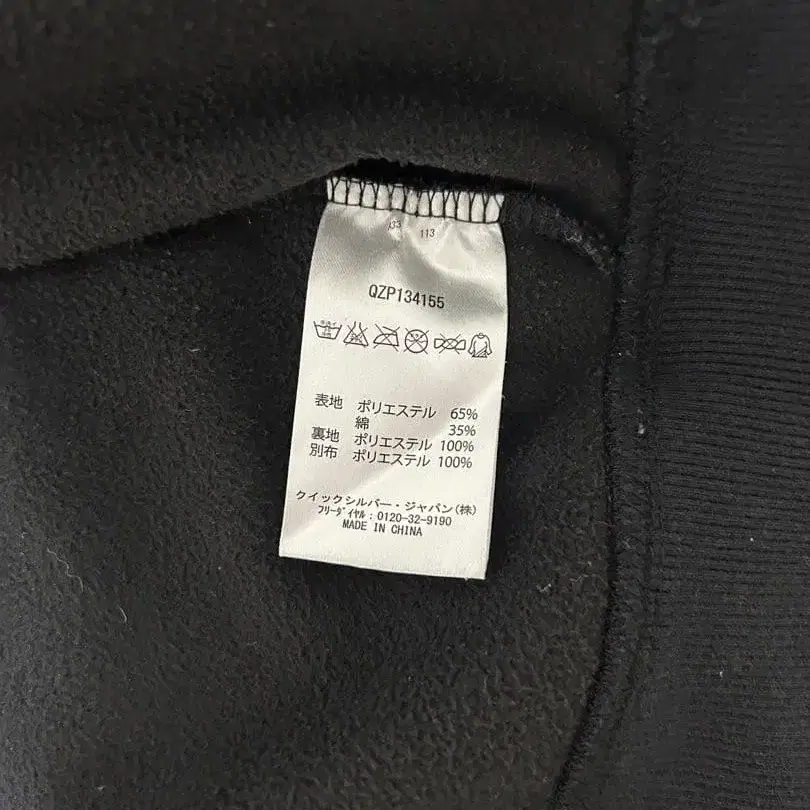 113
QZP134155
表地 ポリエステル 65%
綿 35%
裏地 ポリエステル 100%
別布 ポリエステル 100%
クイックシルバー・ジャパン(株)
フリーダイヤル:0120-32-9190
MADE IN CHINA